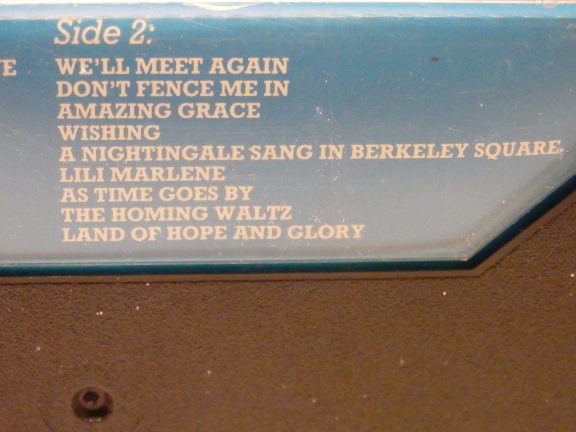 Side 2:
WE'LL MEET AGAIN
DON'T FENCE ME IN
AMAZING GRACE
WISHING
A NIGHTINGALE SANG IN BERKELEY SQUARE
LILI MARLENE
AS TIME GOES BY
THE HOMING WALTZ
LAND OF HOPE AND GLORY